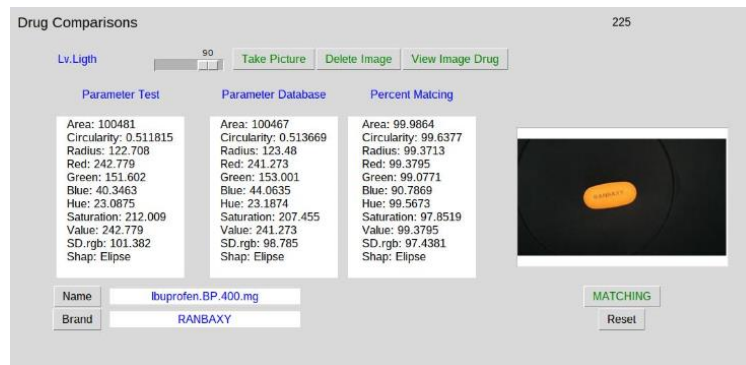 Drug Comparisons 225
Lv.Ligth 90 Take Picture Delete Image View Image Drug
Parameter Test Parameter Database Percent Matcing
Area: 100481 Area: 100467 Area: 99.9864
Circularity: 0.511815 Circularity: 0.513669 Circularity: 99.6377
Radius: 122.708 Radius: 123.48 Radius: 99.3713
Red: 242.779 Red: 241.273 Red: 99.3795
Green: 151.602 Green: 153.001 Green: 99.0771
Blue: 40.3463 Blue: 44.0635 Blue: 90.7869
Hue: 23.0875 Hue: 23.1874 Hue: 99.5673
Saturation: 212.009 Saturation: 207.455 Saturation: 97.8519
Value: 242.779 Value: 241.273 Value: 99.3795
SD.rgb: 101.382 SD.rgb: 98.785 SD.rgb: 97.4381
Shap: Elipse Shap: Elipse Shap: Elipse
RANBAXY
Name Ibuprofen.BP.400.mg MATCHING
Brand RANBAXY Reset